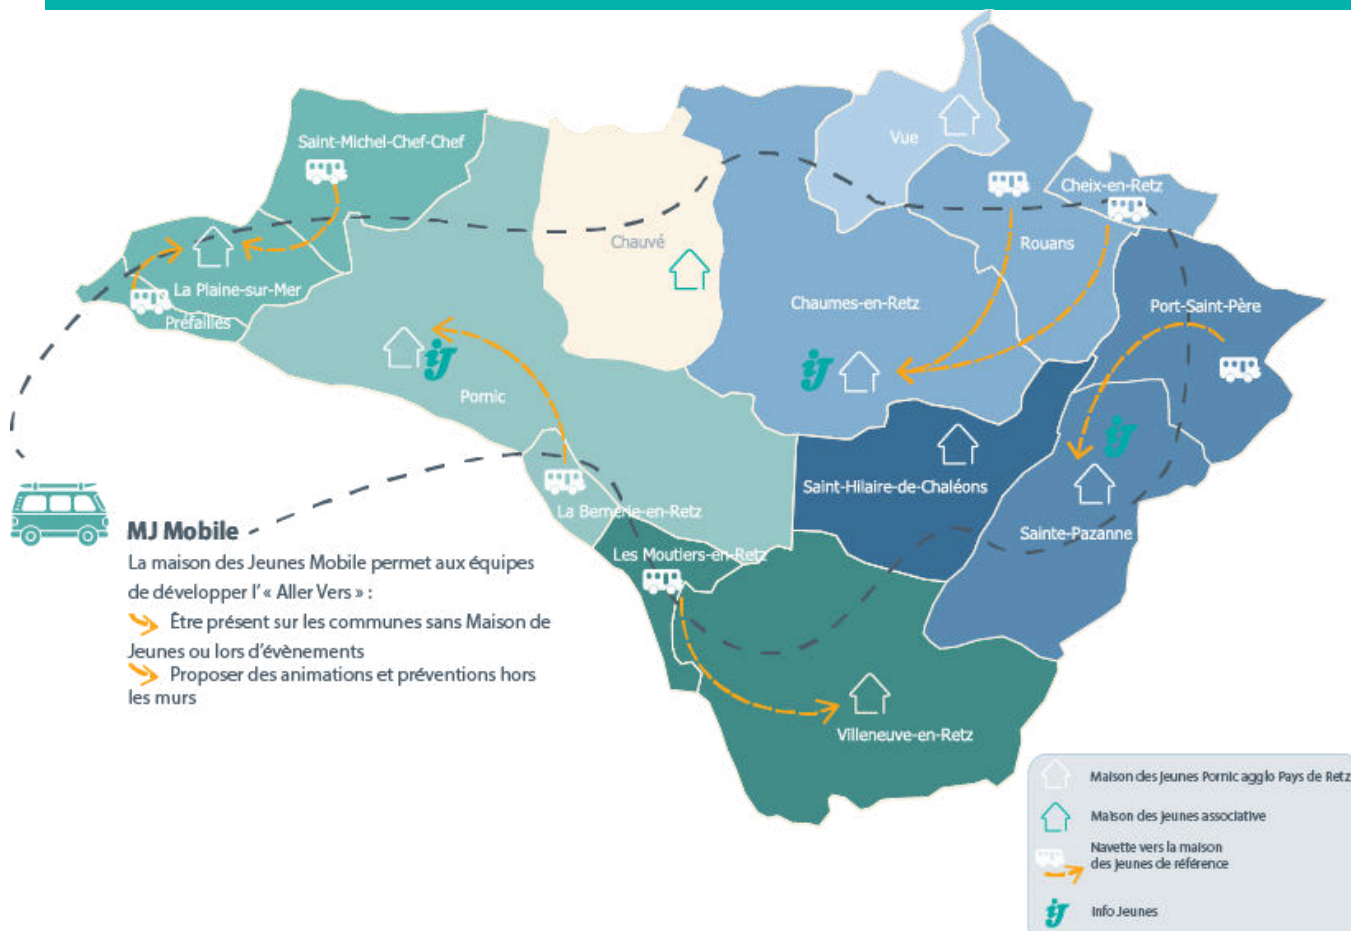 Saint-Michel-Chef-Chef
Vue
Cheix-en-Retz
Chauvé
Rouans
La Plaine-sur-Mer
Préfailles
Chaumes-en-Retz
Port-Saint-Père
iJ
iJ
Pornic
iJ
Saint-Hilaire-de-Chaléons
La Bernerie-en-Retz
Sainte-Pazanne
Les Moutiers-en-Retz
Villeneuve-en-Retz
MJ Mobile
La maison des Jeunes Mobile permet aux équipes
de développer l'« Aller Vers » :
Être présent sur les communes sans Maison de
Jeunes ou lors d'évènements
Proposer des animations et préventions hors
les murs
Maison des jeunes Pornic agglo Pays de Retz
Maison des jeunes associative
Navette vers la maison
des jeunes de référence
iJ Info Jeunes